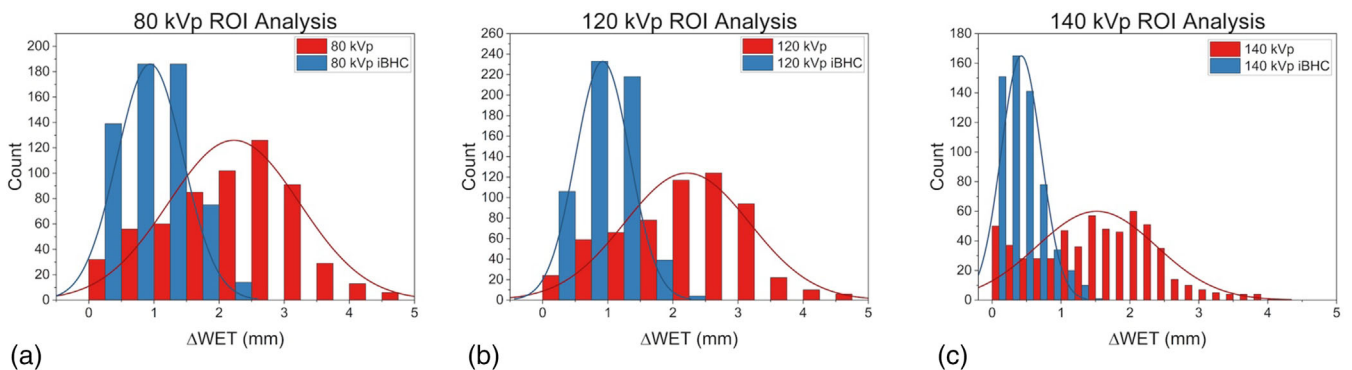 80 kVp ROI Analysis
200
180
160
140
120
100
80
60
40
20
0
Count
80 kVp
80 kVp iBHC
0 1 2 3 4 5
ΔWET (mm)
(a)
120 kVp ROI Analysis
260
240
220
200
180
160
140
120
100
80
60
40
20
0
Count
120 kVp
120 kVp iBHC
0 1 2 3 4 5
ΔWET (mm)
(b)
140 kVp ROI Analysis
180
160
140
120
100
80
60
40
20
0
Count
140 kVp
140 kVp iBHC
0 1 2 3 4 5
ΔWET (mm)
(c)